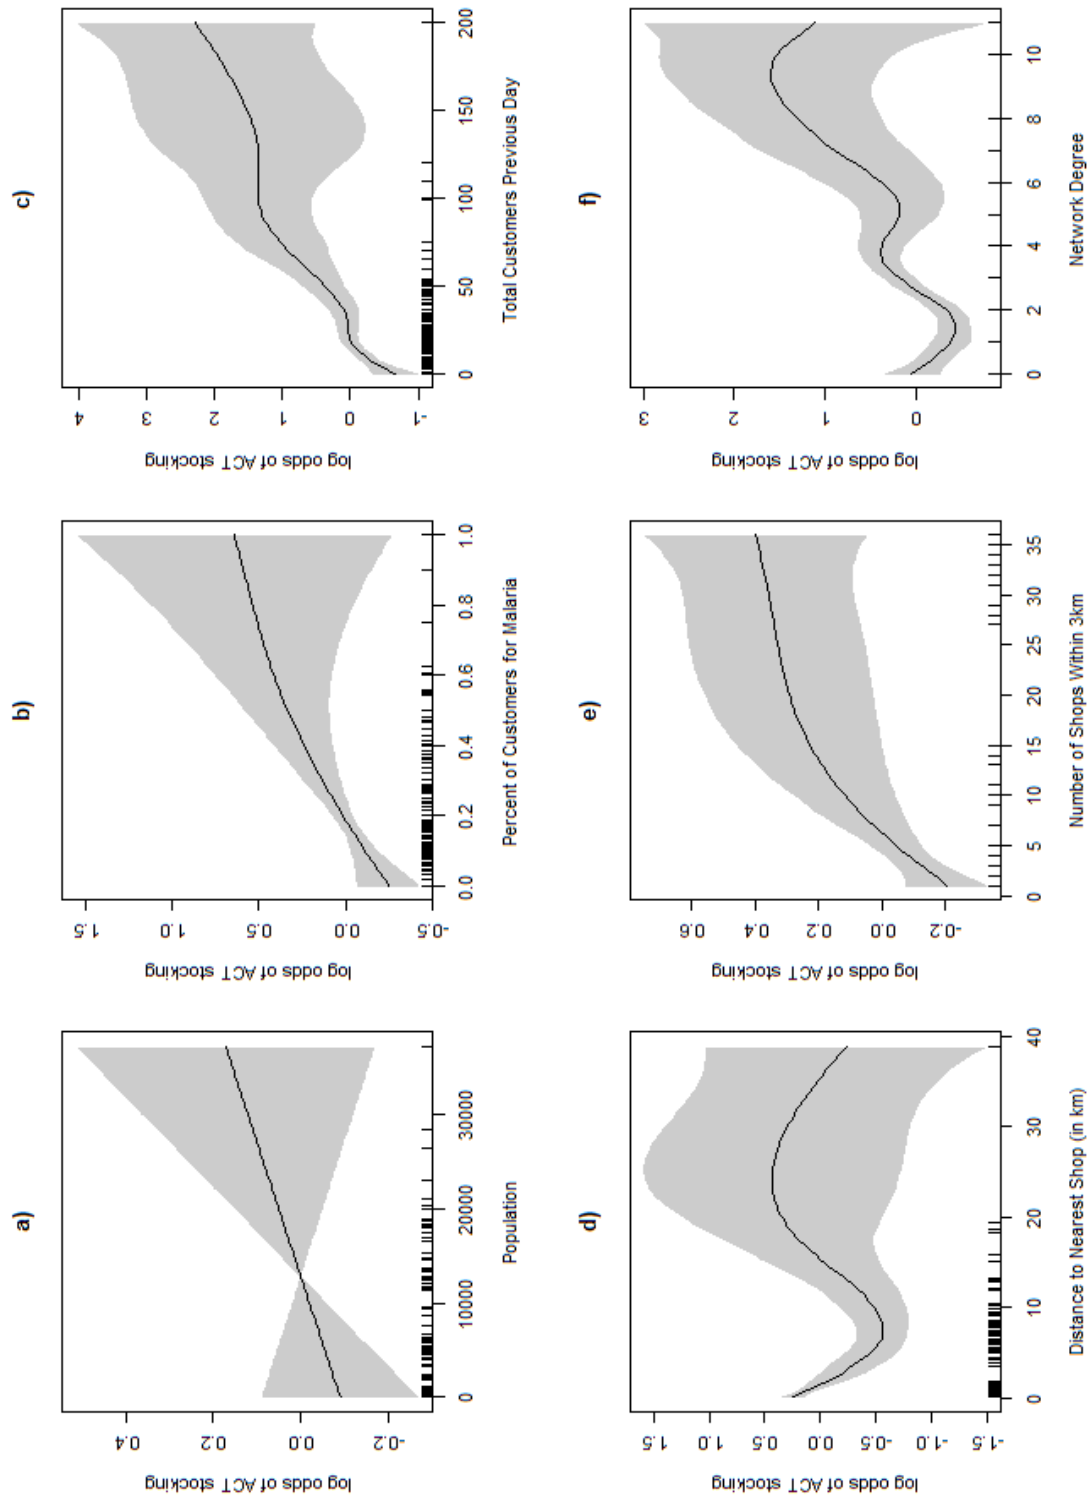 a)
log odds of ACT stocking
0.4
0.2
0.0
-0.2
0 10000 20000 30000
Population
b)
log odds of ACT stocking
1.5
1.0
0.5
0.0
-0.5
0.0 0.2 0.4 0.6 0.8 1.0
Percent of Customers for Malaria
c)
log odds of ACT stocking
4
3
2
1
0
-1
0 50 100 150 200
Total Customers Previous Day
d)
log odds of ACT stocking
1.5
1.0
0.5
0.0
-0.5
-1.0
-1.5
0 10 20 30 40
Distance to Nearest Shop (in km)
e)
log odds of ACT stocking
0.6
0.4
0.2
0.0
-0.2
0 5 10 15 20 25 30 35
Number of Shops Within 3km
f)
log odds of ACT stocking
3
2
1
0
0 2 4 6 8 10
Network Degree